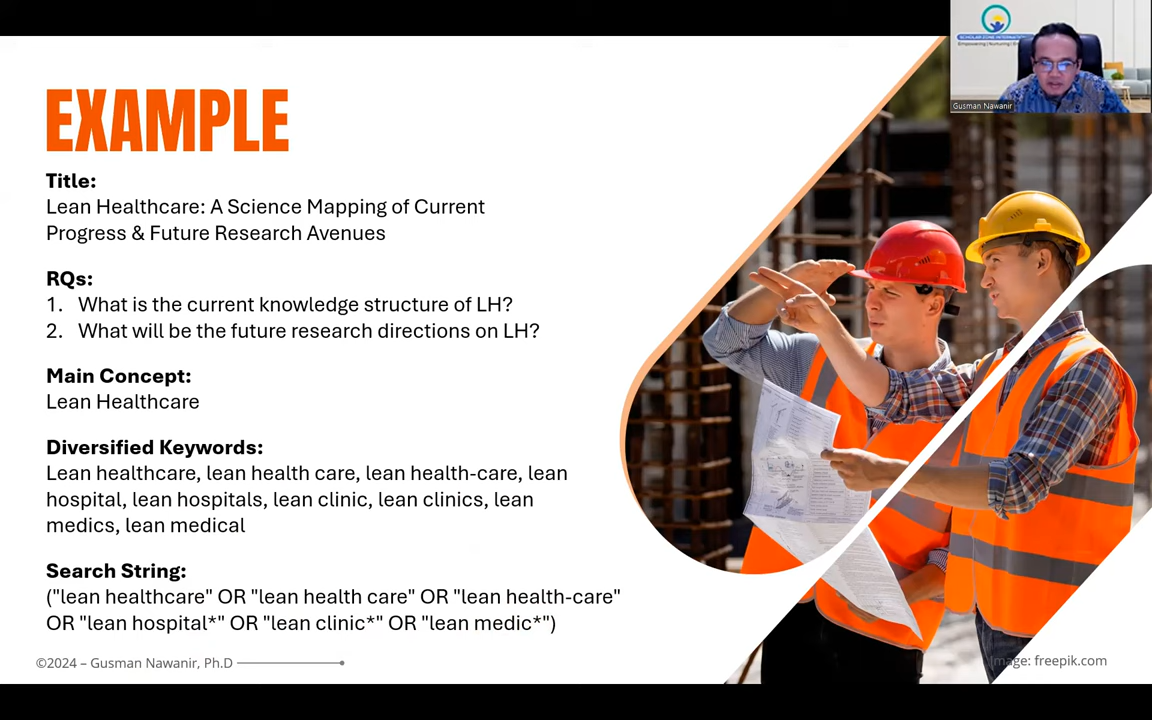 EXAMPLE
Title:
Lean Healthcare: A Science Mapping of Current
Progress & Future Research Avenues
RQs:
1. What is the current knowledge structure of LH?
2. What will be the future research directions on LH?
Main Concept:
Lean Healthcare
Diversified Keywords:
Lean healthcare, lean health care, lean health-care, lean
hospital, lean hospitals, lean clinic, lean clinics, lean
medics, lean medical
Search String:
("lean healthcare" OR "lean health care" OR "lean health-care"
OR "lean hospital*" OR "lean clinic*" OR "lean medic*")
©2024 – Gusman Nawanir, Ph.D
Image: freepik.com
Gusman Nawanir